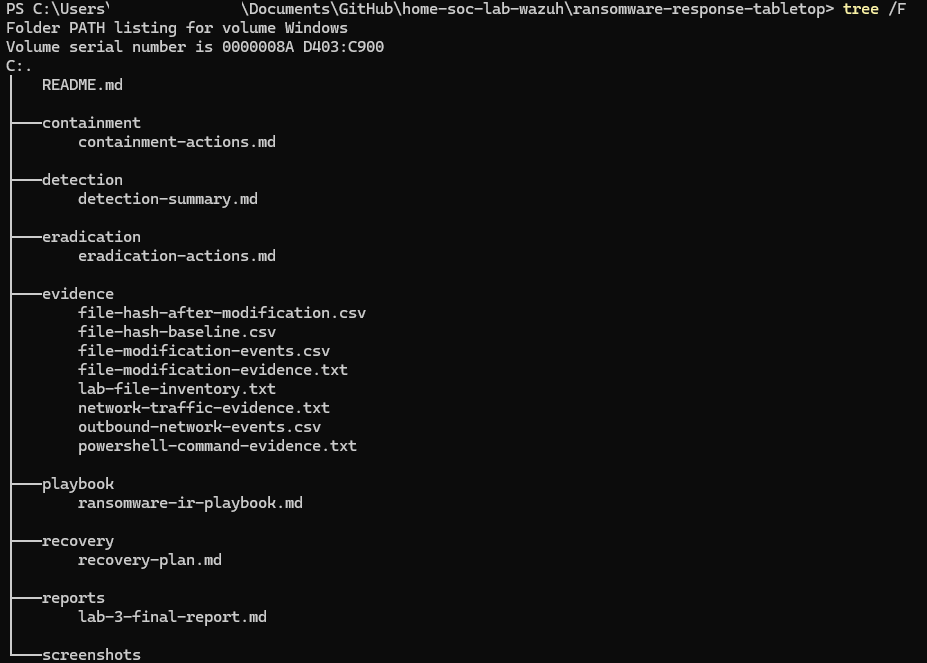 PS C:\Users\ \Documents\GitHub\home-soc-lab-wazuh\ransomware-response-tabletop> tree /F
Folder PATH listing for volume Windows
Volume serial number is 0000008A D403:C900
C:.
│   README.md
├───containment
│       containment-actions.md
├───detection
│       detection-summary.md
├───eradication
│       eradication-actions.md
├───evidence
│       file-hash-after-modification.csv
│       file-hash-baseline.csv
│       file-modification-events.csv
│       file-modification-evidence.txt
│       lab-file-inventory.txt
│       network-traffic-evidence.txt
│       outbound-network-events.csv
│       powershell-command-evidence.txt
├───playbook
│       ransomware-ir-playbook.md
├───recovery
│       recovery-plan.md
├───reports
│       lab-3-final-report.md
└───screenshots